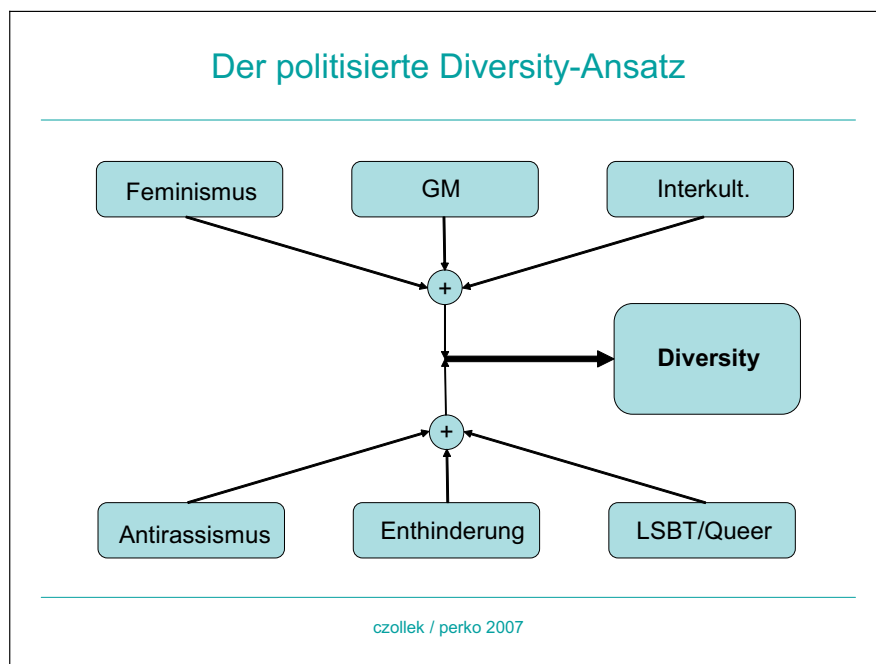 Der politisierte Diversity-Ansatz
Feminismus
GM
Interkult.
+
Diversity
+
Antirassismus
Enthinderung
LSBT/Queer
czollek / perko 2007